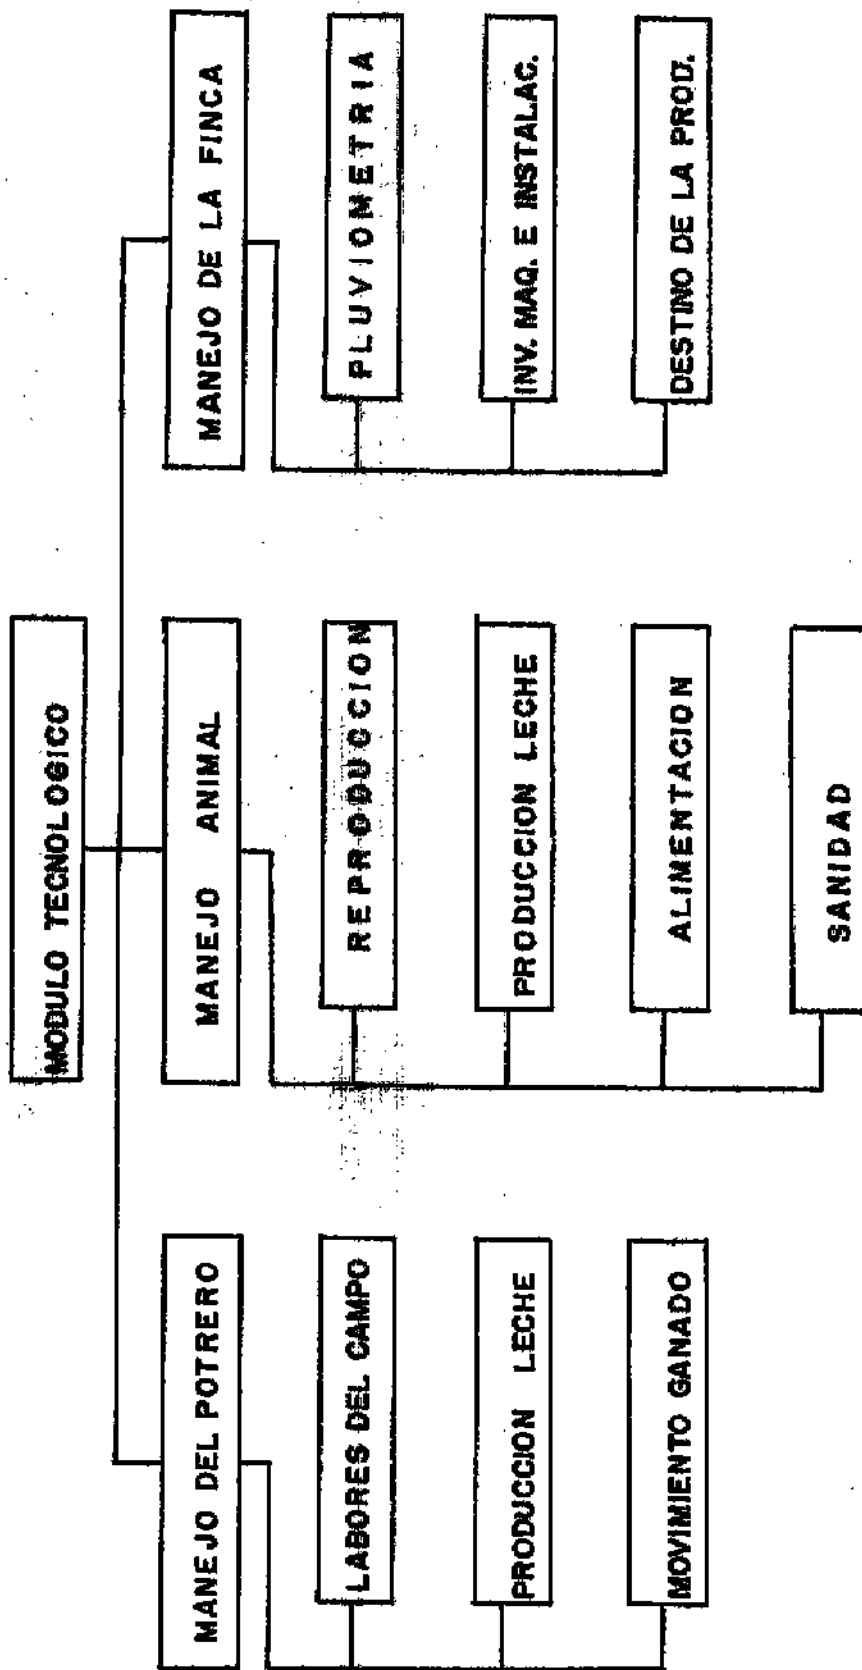 MODULO TECNOLOGICO
MANEJO DEL POTRERO
LABORES DEL CAMPO
PRODUCCION LECHE
MOVIMIENTO GANADO
MANEJO ANIMAL
REPRODUCCION
PRODUCCION LECHE
ALIMENTACION
SANIDAD
MANEJO DE LA FINCA
PLUVIOMETRIA
INV. MAQ. E INSTALAC.
DESTINO DE LA PROD.